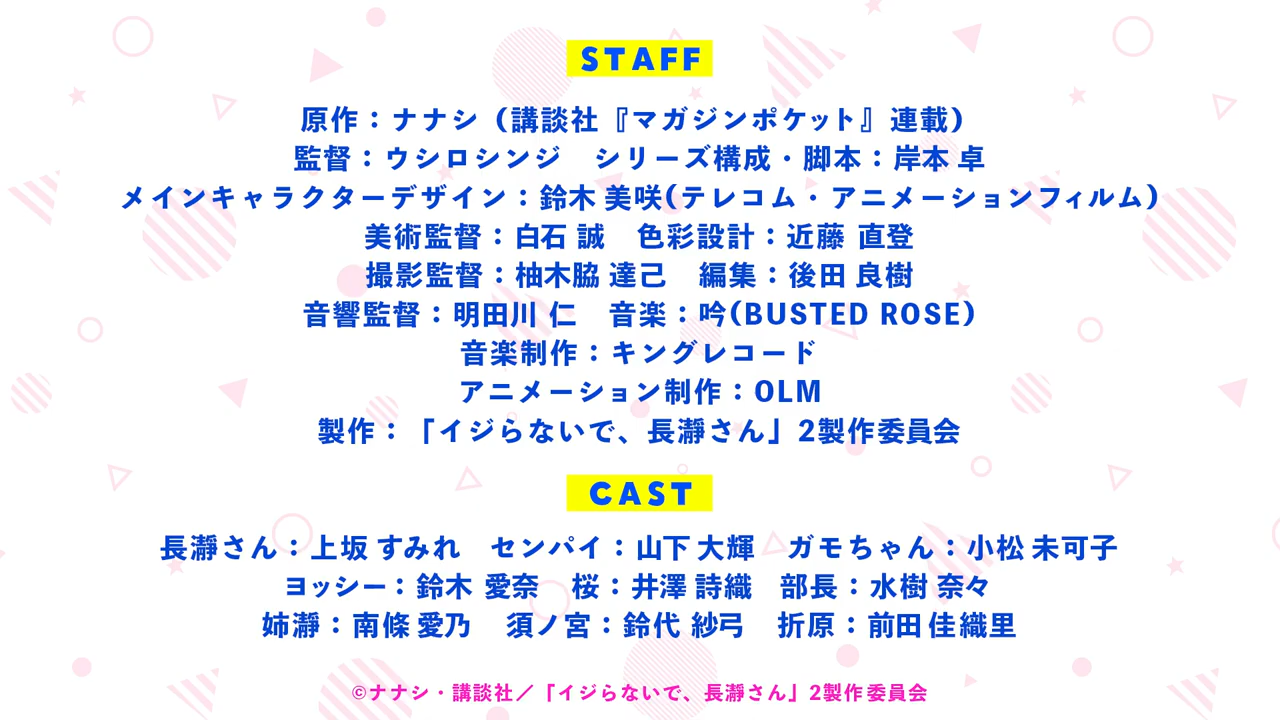 STAFF
原作：ナナシ（講談社『マガジンポケット』連載）
監督：ウシロシンジ　シリーズ構成・脚本：岸本 卓
メインキャラクターデザイン：鈴木 美咲(テレコム・アニメーションフィルム)
美術監督：白石 誠　色彩設計：近藤 直登
撮影監督：柚木脇 達己　編集：後田 良樹
音響監督：明田川 仁　音楽：吟(BUSTED ROSE)
音楽制作：キングレコード
アニメーション制作：OLM
製作：「イジらないで、長瀞さん」2製作委員会
CAST
長瀞さん：上坂 すみれ　センパイ：山下 大輝　ガモちゃん：小松 未可子
ヨッシー：鈴木 愛奈　桜：井澤 詩織　部長：水樹 奈々
姉瀞：南條 愛乃　須ノ宮：鈴代 紗弓　折原：前田 佳織里
©ナナシ・講談社／「イジらないで、長瀞さん」2製作委員会